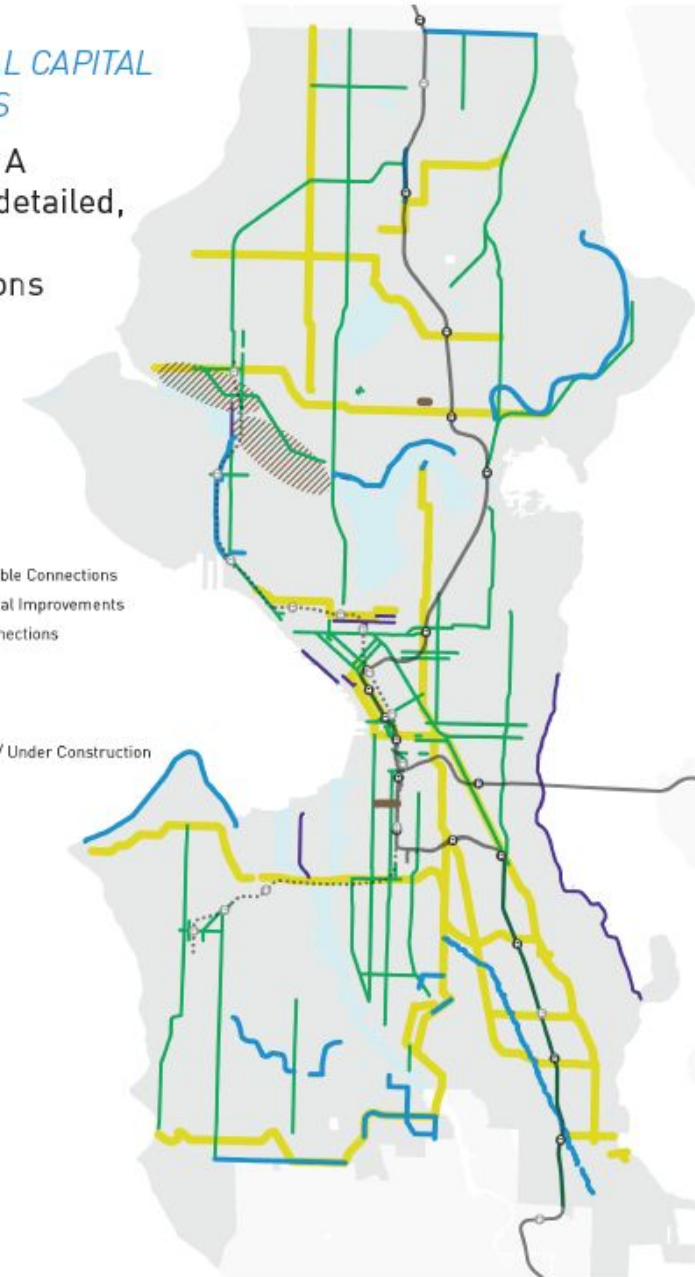 L CAPITAL
S
A
detailed,
ons
ble Connections
al Improvements
nections
/ Under Construction